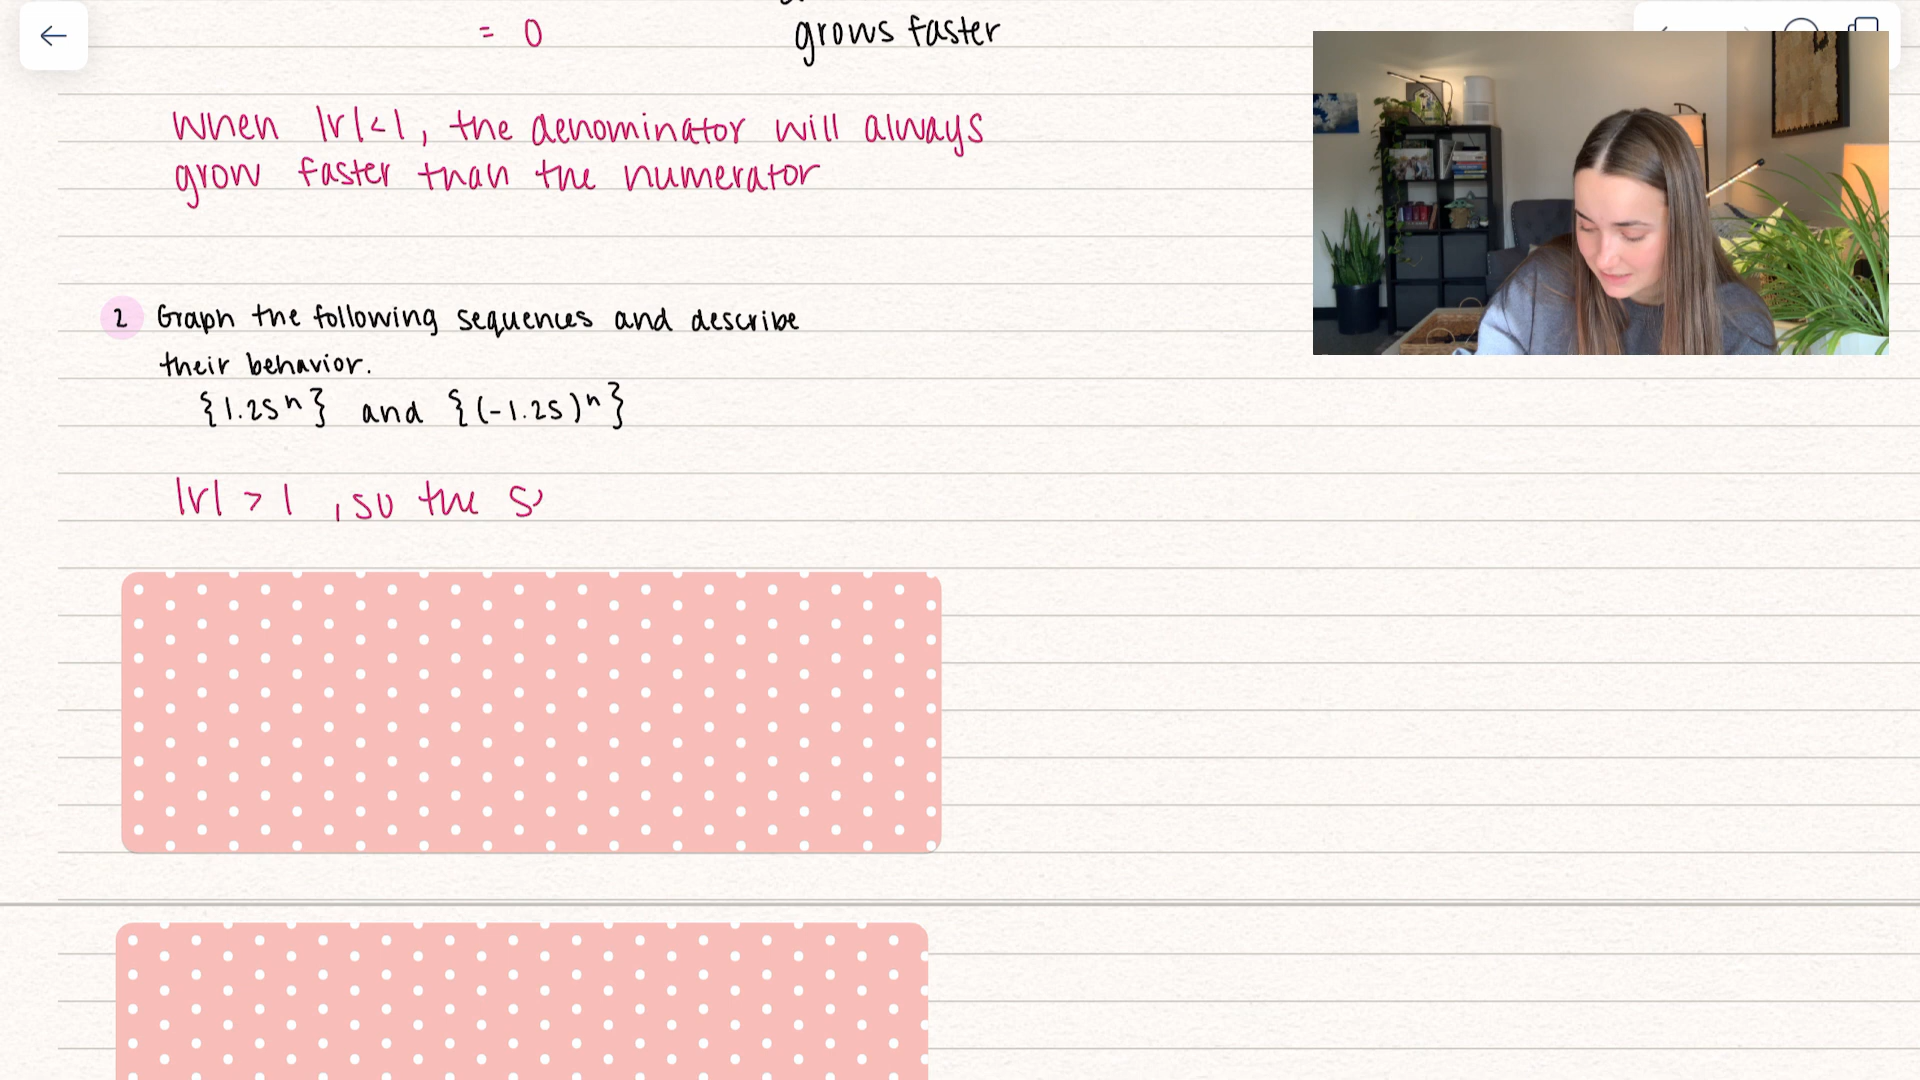 = 0
grows faster
When |r|<1, the denominator will always
grow faster than the numerator
2 Graph the following sequences and describe
their behavior.
{1.25ⁿ} and {(-1.25)ⁿ}
|r| > 1 , so the s